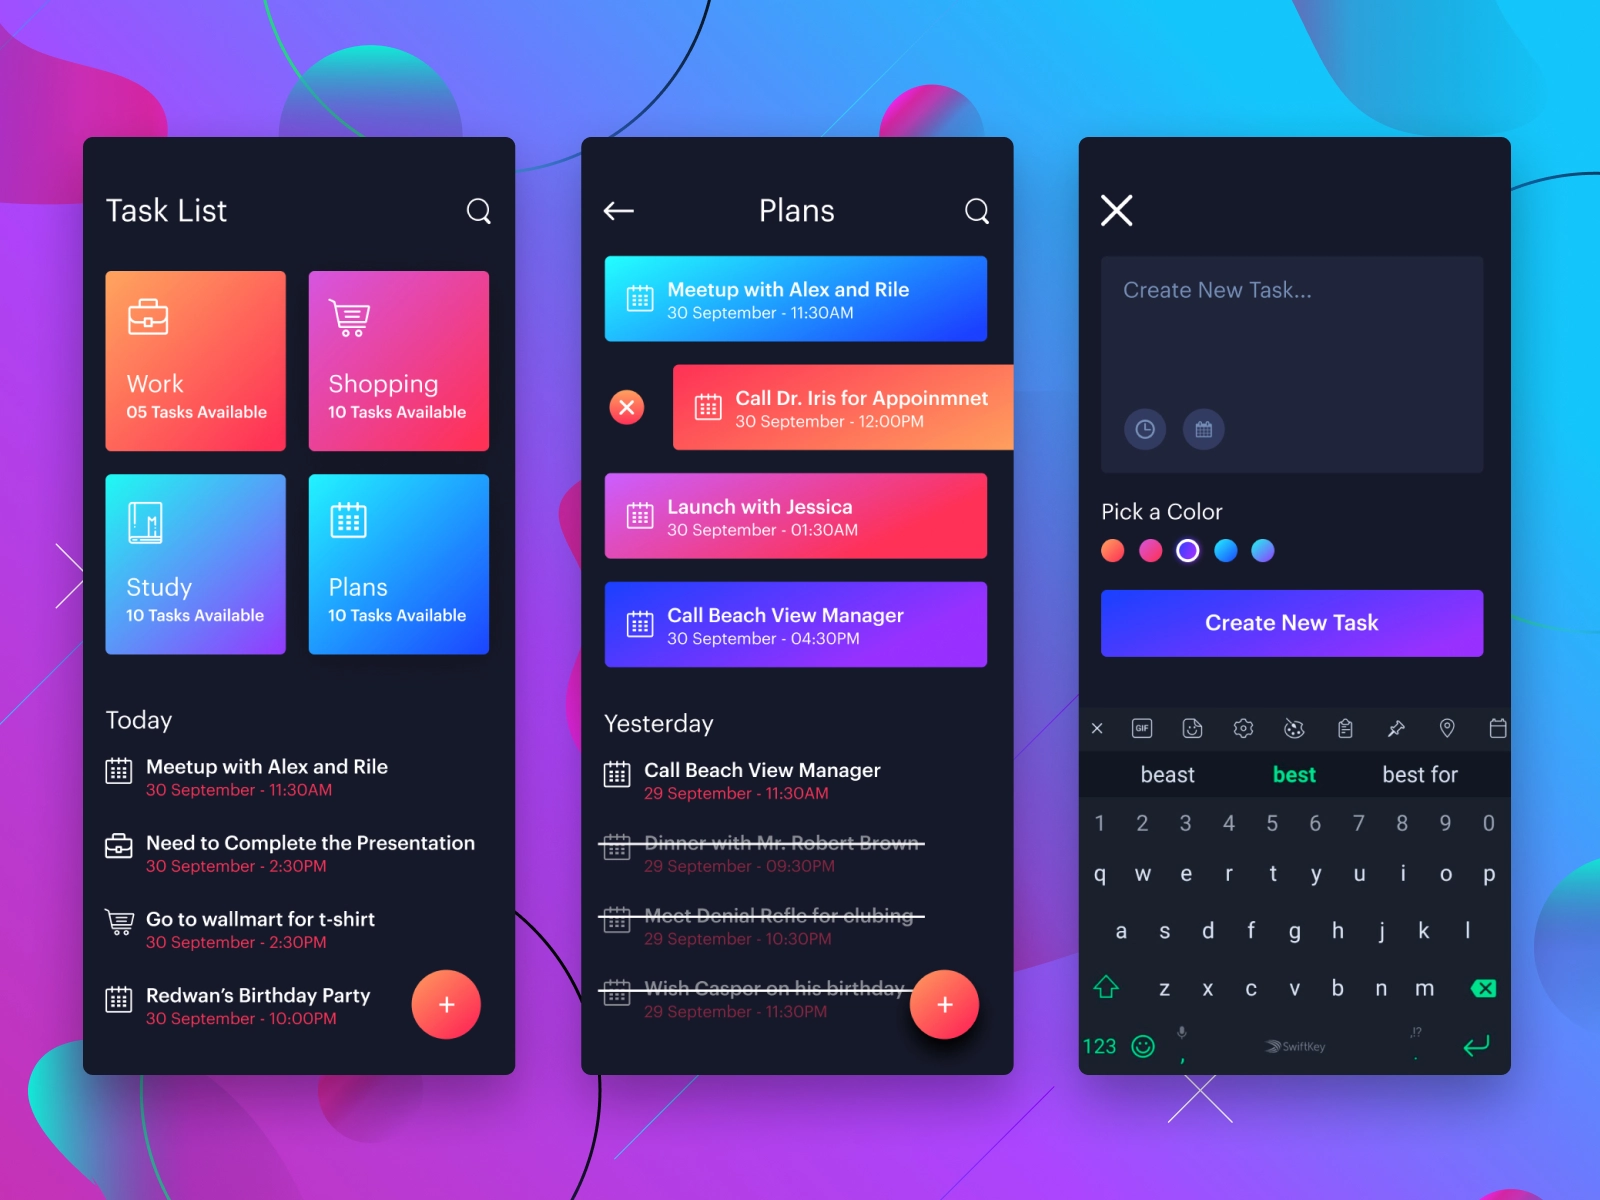 Task List
Work
05 Tasks Available
Shopping
10 Tasks Available
Study
10 Tasks Available
Plans
10 Tasks Available
Today
Meetup with Alex and Rile
30 September - 11:30AM
Need to Complete the Presentation
30 September - 2:30PM
Go to wallmart for t-shirt
30 September - 2:30PM
Redwan’s Birthday Party
30 September - 10:00PM
+
Plans
Meetup with Alex and Rile
30 September - 11:30AM
Call Dr. Iris for Appoinmnet
30 September - 12:00PM
Launch with Jessica
30 September - 01:30AM
Call Beach View Manager
30 September - 04:30PM
Yesterday
Call Beach View Manager
29 September - 11:30AM
Dinner with Mr. Robert Brown
29 September - 09:30PM
Meet Denial Refle for clubing
29 September - 10:30PM
Wish Casper on his birthday
29 September - 11:30PM
+
Create New Task...
Pick a Color
Create New Task
GIF
beast best best for
1 2 3 4 5 6 7 8 9 0
q w e r t y u i o p
a s d f g h j k l
z x c v b n m
,!?
123 , SwiftKey .